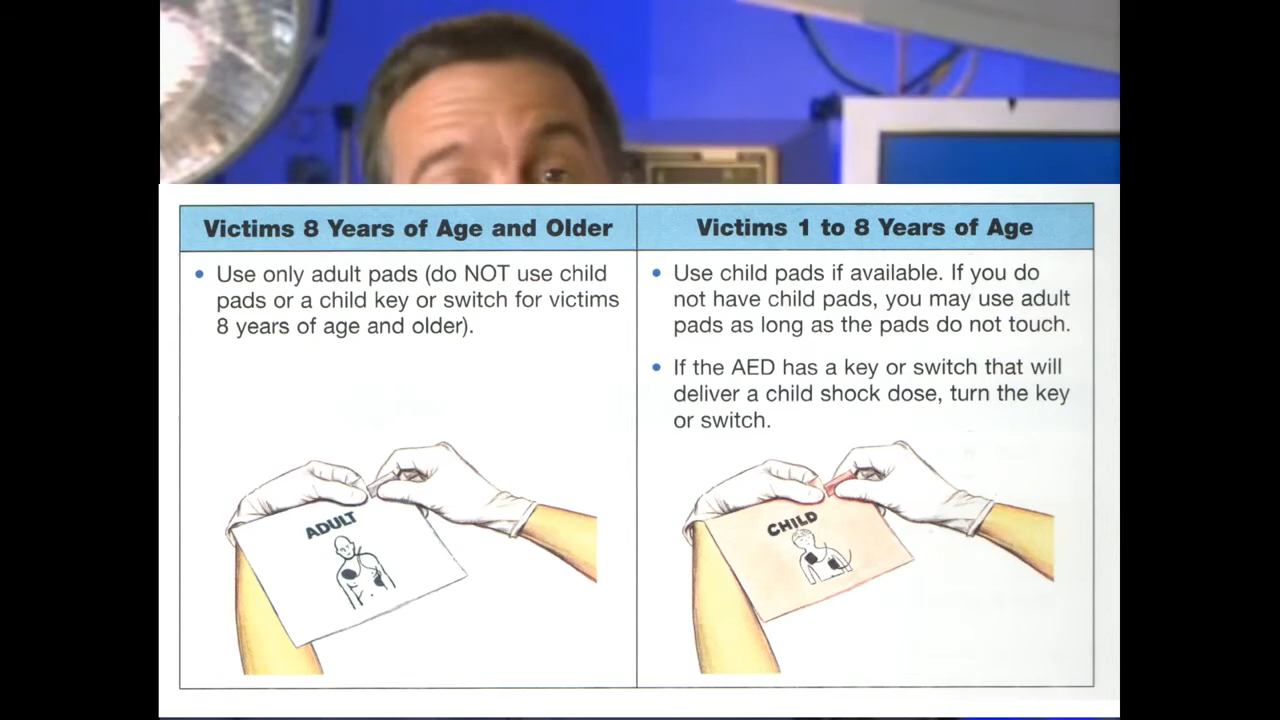 Victims 8 Years of Age and Older
• Use only adult pads (do NOT use child
pads or a child key or switch for victims
8 years of age and older).
ADULT
Victims 1 to 8 Years of Age
• Use child pads if available. If you do
not have child pads, you may use adult
pads as long as the pads do not touch.
• If the AED has a key or switch that will
deliver a child shock dose, turn the key
or switch.
CHILD